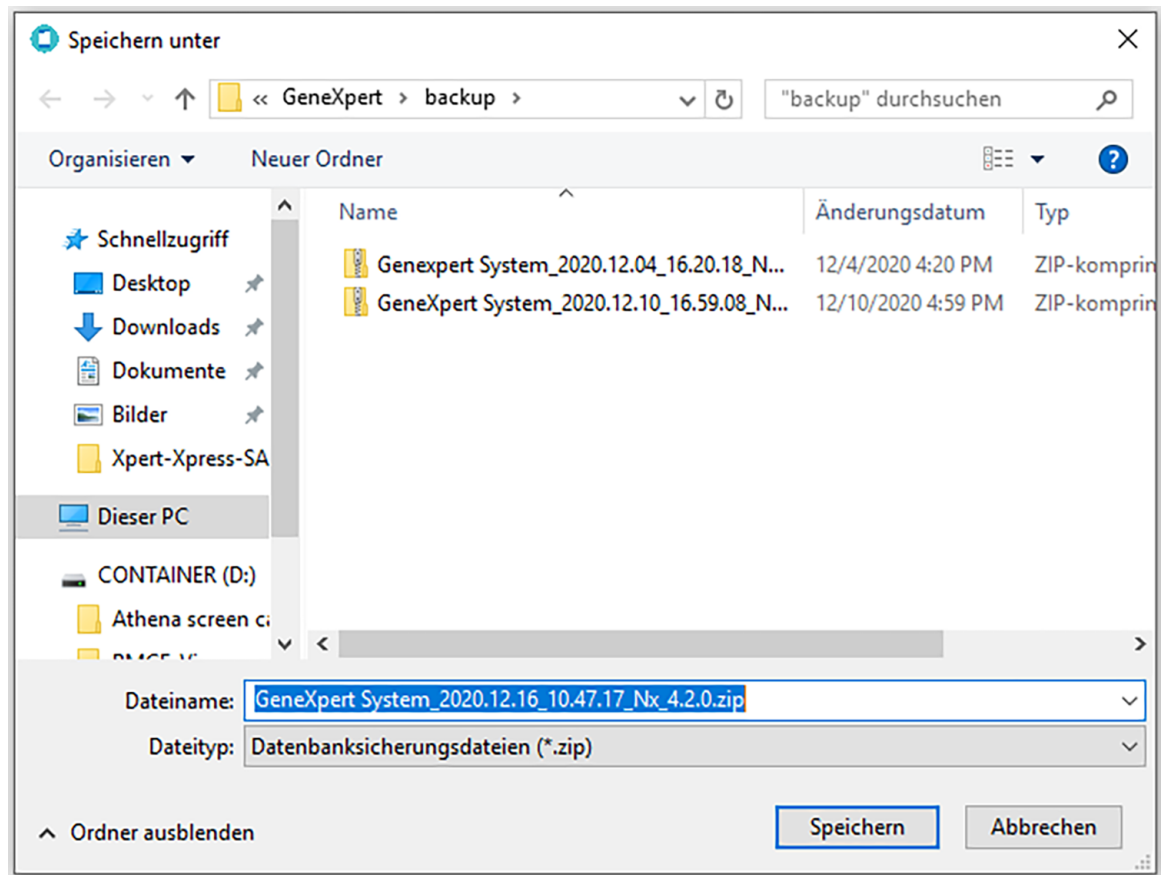 Speichern unter
« GeneXpert › backup ›
"backup" durchsuchen
Organisieren
Neuer Ordner
Schnellzugriff
Desktop
Downloads
Dokumente
Bilder
Xpert-Xpress-SA
Dieser PC
CONTAINER (D:)
Athena screen
Name Änderungsdatum Typ
Genexpert System_2020.12.04_16.20.18_N... 12/4/2020 4:20 PM ZIP-komprin
GeneXpert System_2020.12.10_16.59.08_N... 12/10/2020 4:59 PM ZIP-komprin
Dateiname: GeneXpert System_2020.12.16_10.47.17_Nx_4.2.0.zip
Dateityp: Datenbanksicherungsdateien (*.zip)
Ordner ausblenden
Speichern
Abbrechen